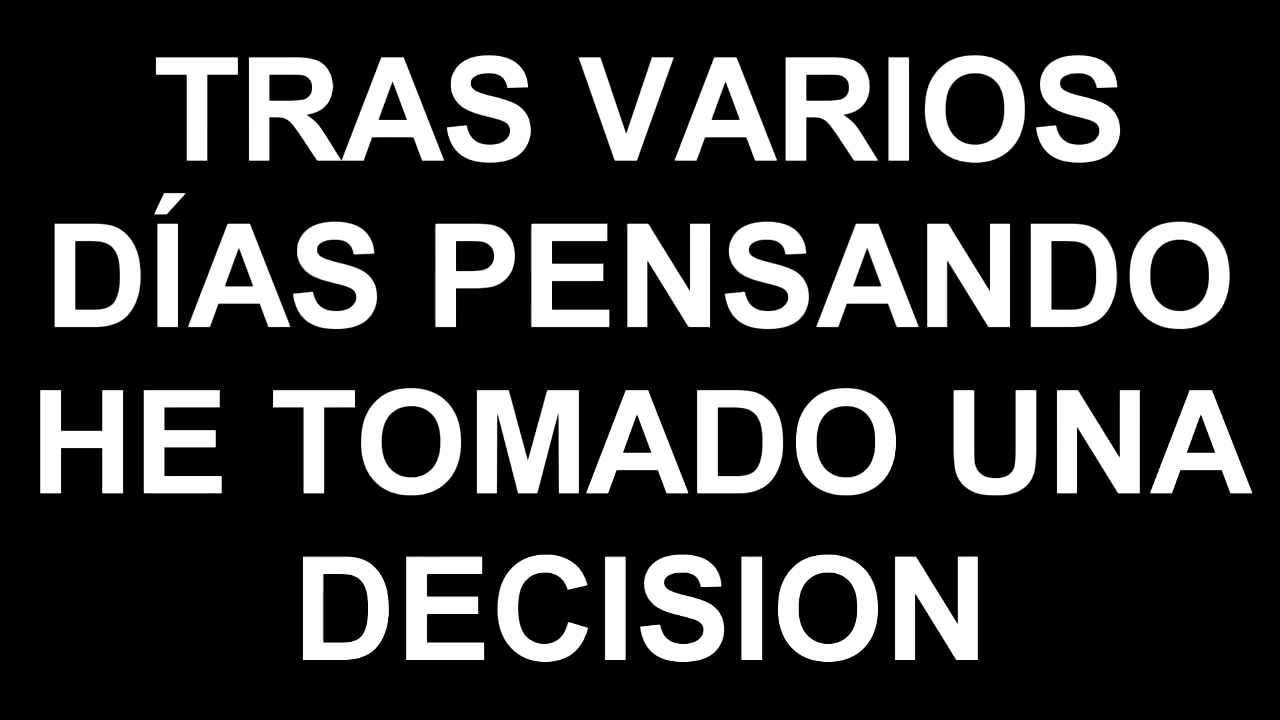 TRAS VARIOS
DÍAS PENSANDO
HE TOMADO UNA
DECISION